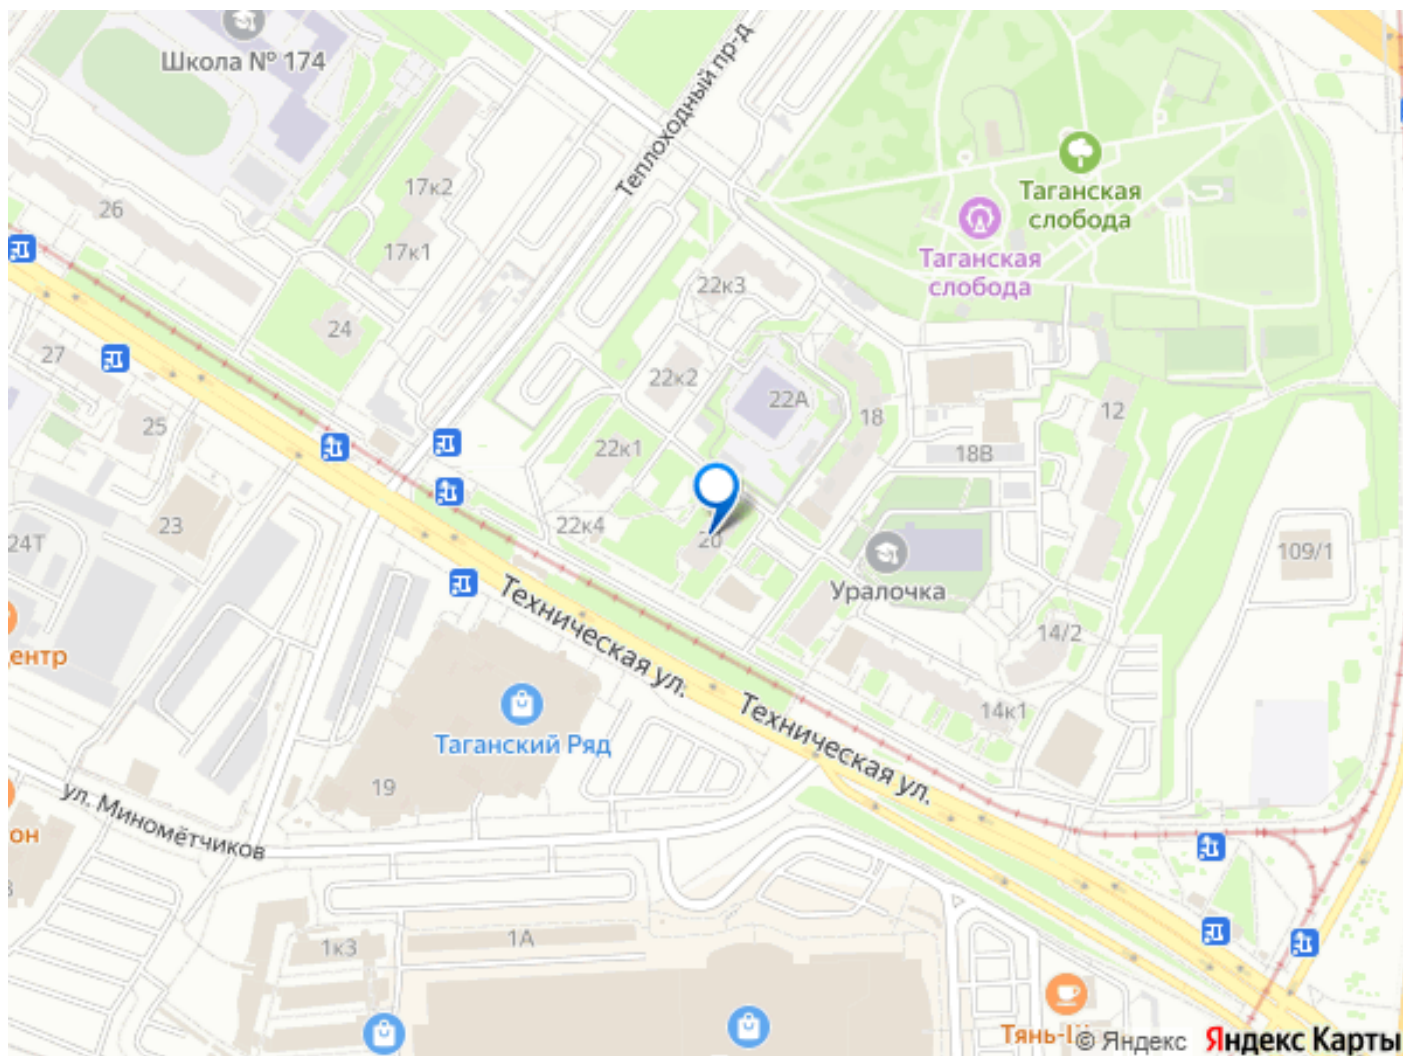 Школа № 174
Теплоходный пр-д
17к2
26
17к1
Таганская
слобода
Таганская
слобода
22к3
24
27
22к2
22А
18
12
25
22к1
18В
23
22к4
20
24Т
109/1
Уралочка
Техническая ул.
14/2
ентр
Техническая ул.
14к1
Таганский Ряд
19
ул. Миномётчиков
он
1А
1к3
Тянь-
© Яндекс
Яндекс Карты